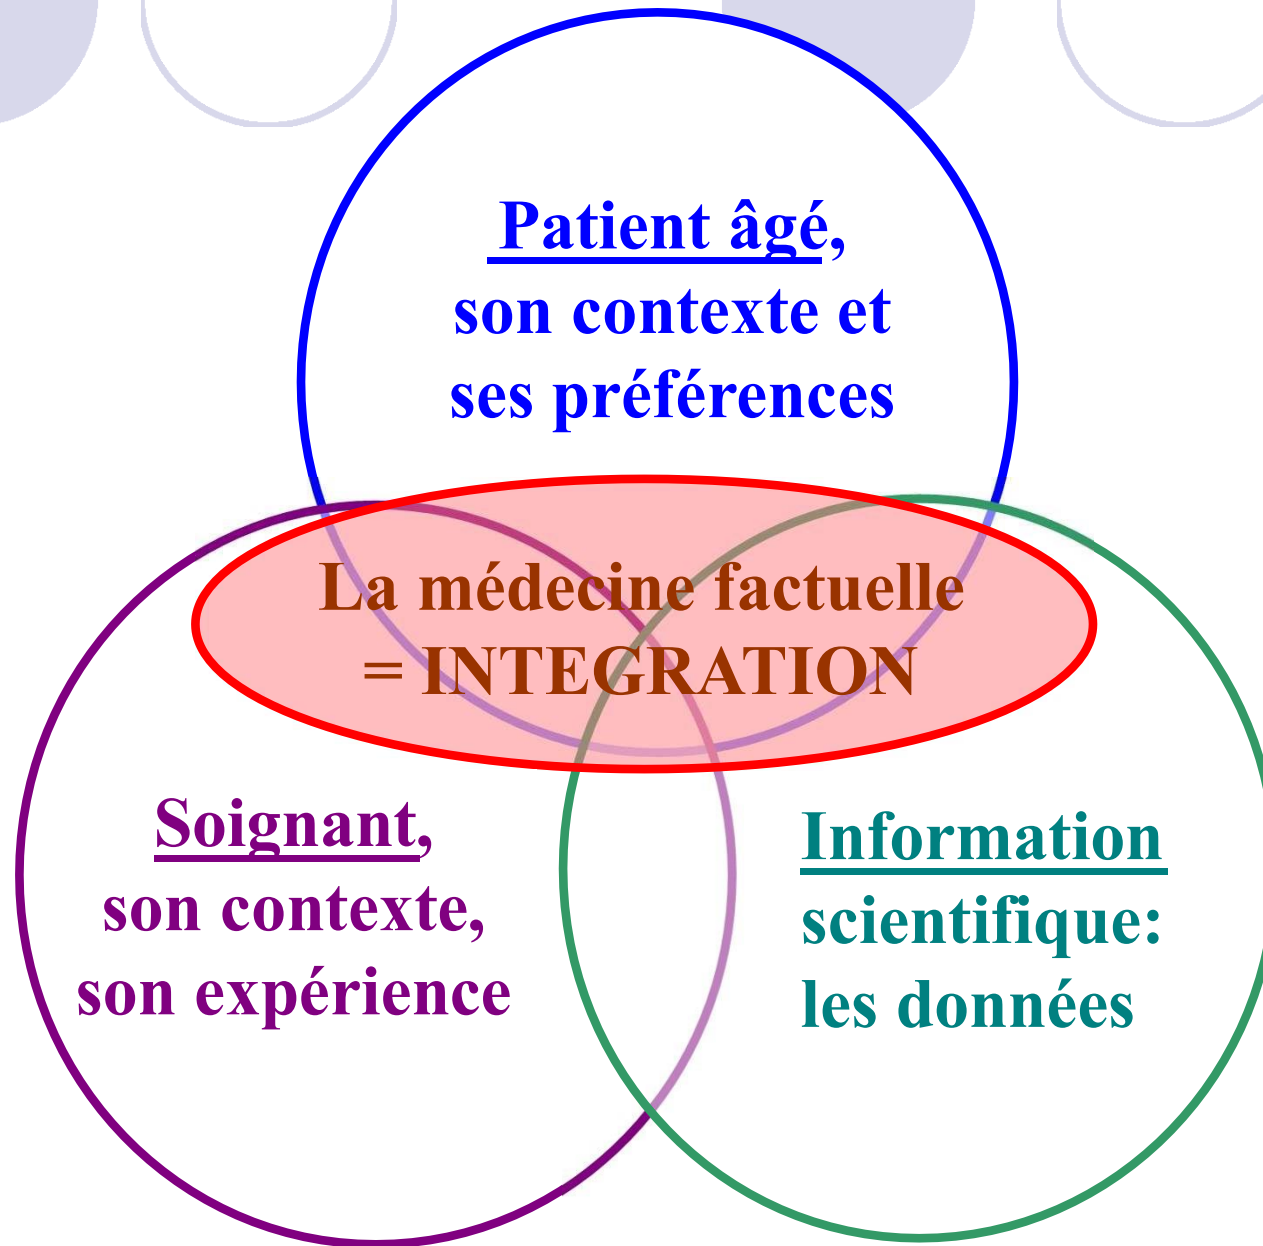 Patient âgé,
son contexte et
ses préférences
La médecine factuelle
= INTEGRATION
Soignant,
son contexte,
son expérience
Information
scientifique:
les données